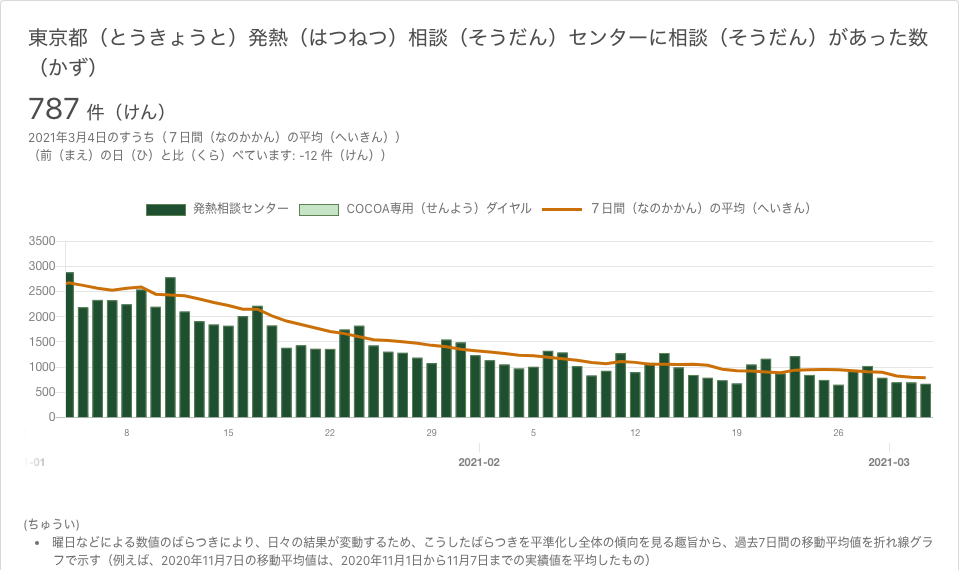 東京都（とうきょうと）発熱（はつねつ）相談（そうだん）センターに相談（そうだん）があった数
（かず）
787 件（けん）
2021年3月4日のすうち（７日間（なのかかん）の平均（へいきん））
（前（まえ）の日（ひ）と比（くら）べています: -12 件（けん））
発熱相談センター COCOA専用（せんよう）ダイヤル ７日間（なのかかん）の平均（へいきん）
3500
3000
2500
2000
1500
1000
500
0
8 15 22 29 5 12 19 26
-01 2021-02 2021-03
(ちゅうい)
• 曜日などによる数値のばらつきにより、日々の結果が変動するため、こうしたばらつきを平準化し全体の傾向を見る趣旨から、過去7日間の移動平均値を折れ線グラ
フで示す（例えば、2020年11月7日の移動平均値は、2020年11月1日から11月7日までの実績値を平均したもの）